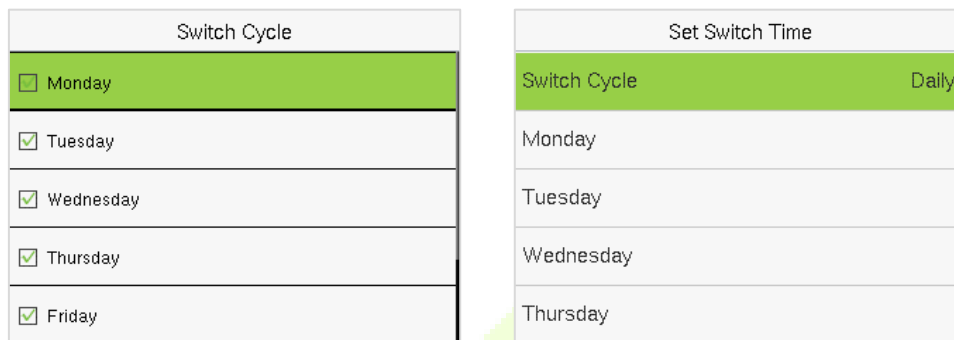 Switch Cycle
Monday
Tuesday
Wednesday
Thursday
Friday
Set Switch Time
Switch Cycle Daily
Monday
Tuesday
Wednesday
Thursday